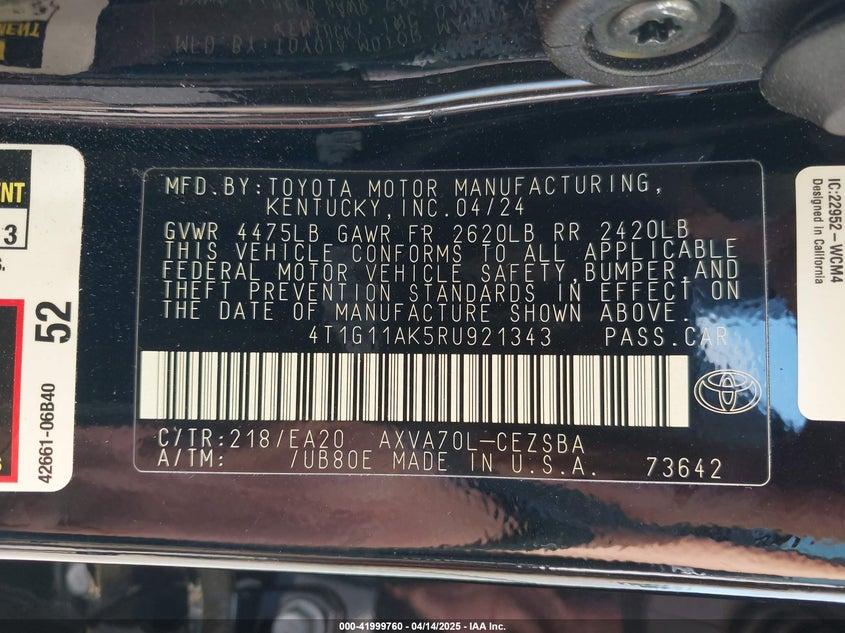 MFD.BY:TOYOTA MOTOR MANUFACTURING,
KENTUCKY,INC.04/24
GVWR 4475LB GAWR FR 2620LB RR 2420LB
THIS VEHICLE CONFORMS TO ALL APPLICABLE
FEDERAL MOTOR VEHICLE SAFETY,BUMPER,AND
THEFT PREVENTION STANDARDS IN EFFECT ON
THE DATE OF MANUFACTURE SHOWN ABOVE.
4T1G11AK5RU921343 PASS.CAR
C/TR:218/EA20 AXVA70L-CEZSBA
A/TM: /UB80E MADE IN U.S.A. 73642
52
42661-06B40
IC:22952-WCM4
Designed in California
000-41999760 - 04/14/2025 - IAA Inc.